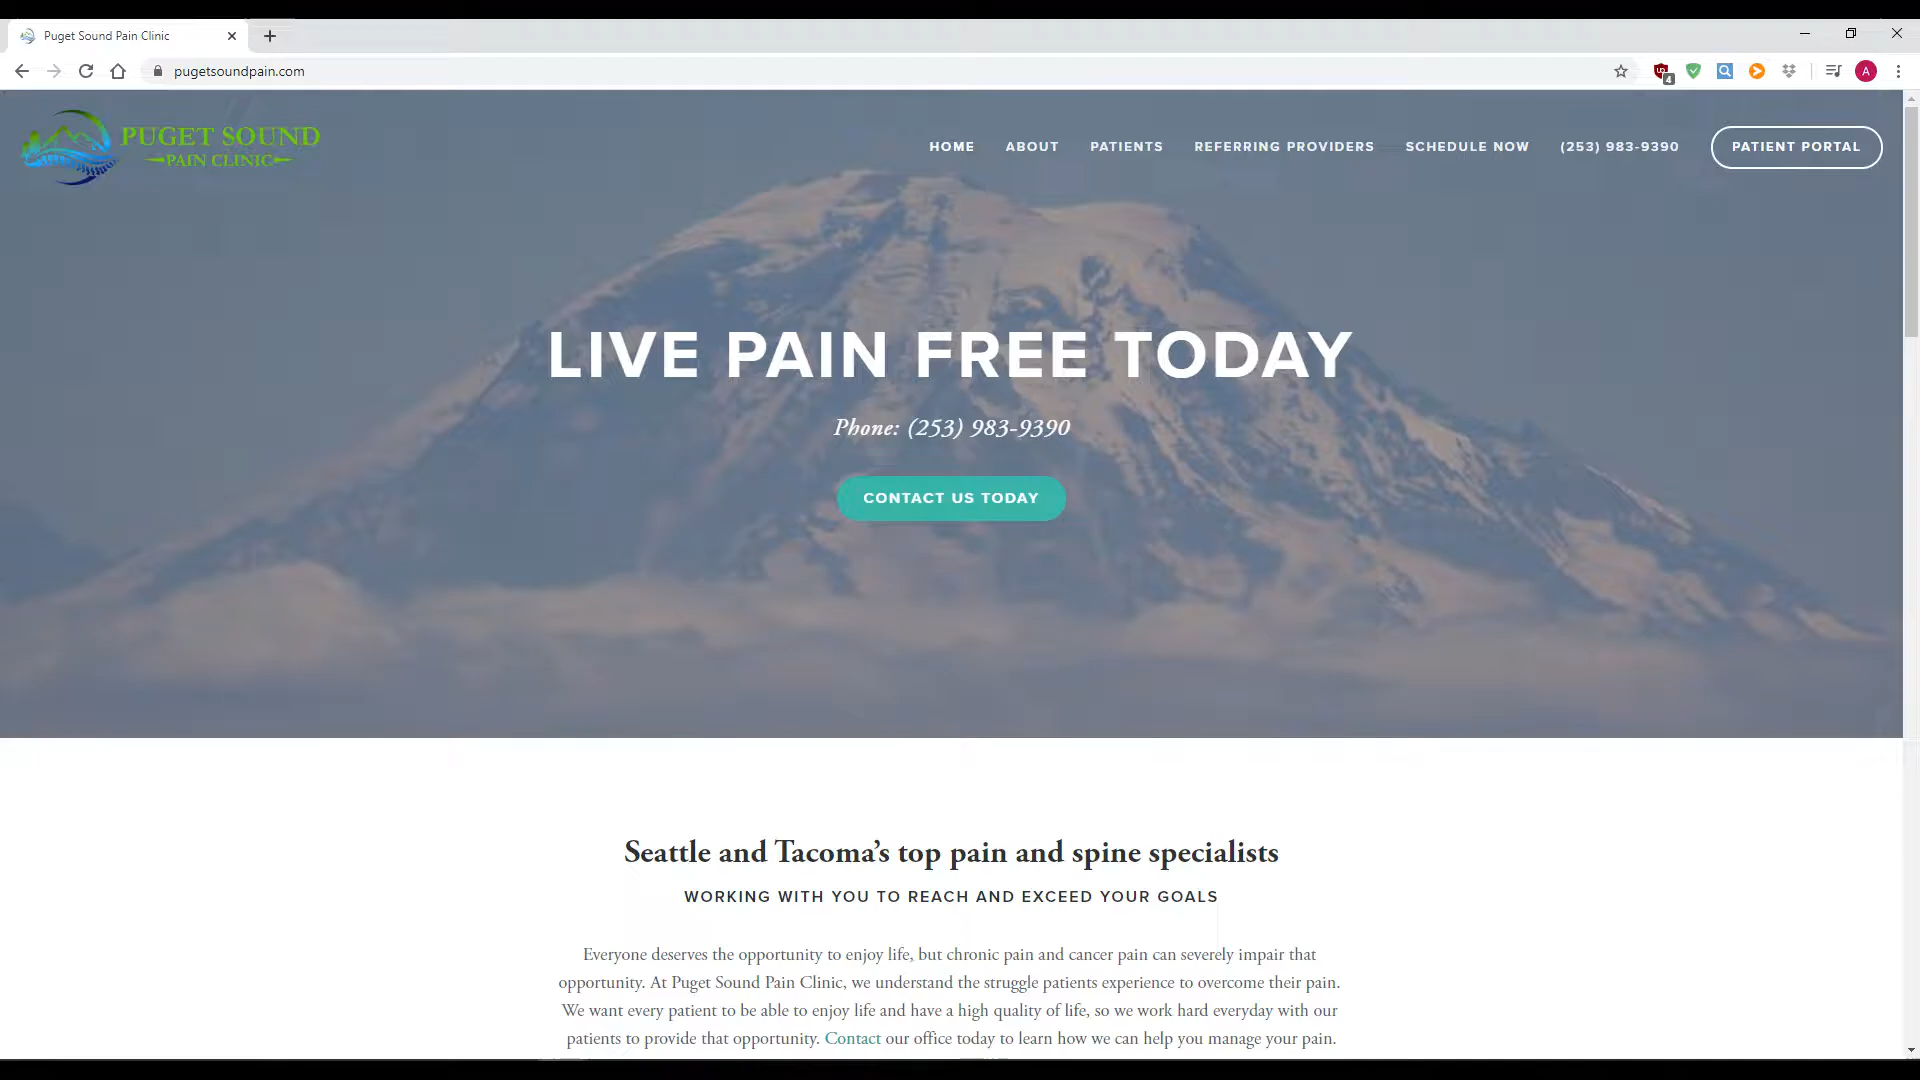 Puget Sound Pain Clinic
pugetsoundpain.com
4
A
PUGET SOUND
PAIN CLINIC
HOME
ABOUT
PATIENTS
REFERRING PROVIDERS
SCHEDULE NOW
(253) 983-9390
PATIENT PORTAL
LIVE PAIN FREE TODAY
Phone: (253) 983-9390
CONTACT US TODAY
Seattle and Tacoma’s top pain and spine specialists
WORKING WITH YOU TO REACH AND EXCEED YOUR GOALS
Everyone deserves the opportunity to enjoy life, but chronic pain and cancer pain can severely impair that
opportunity. At Puget Sound Pain Clinic, we understand the struggle patients experience to overcome their pain.
We want every patient to be able to enjoy life and have a high quality of life, so we work hard everyday with our
patients to provide that opportunity. Contact our office today to learn how we can help you manage your pain.